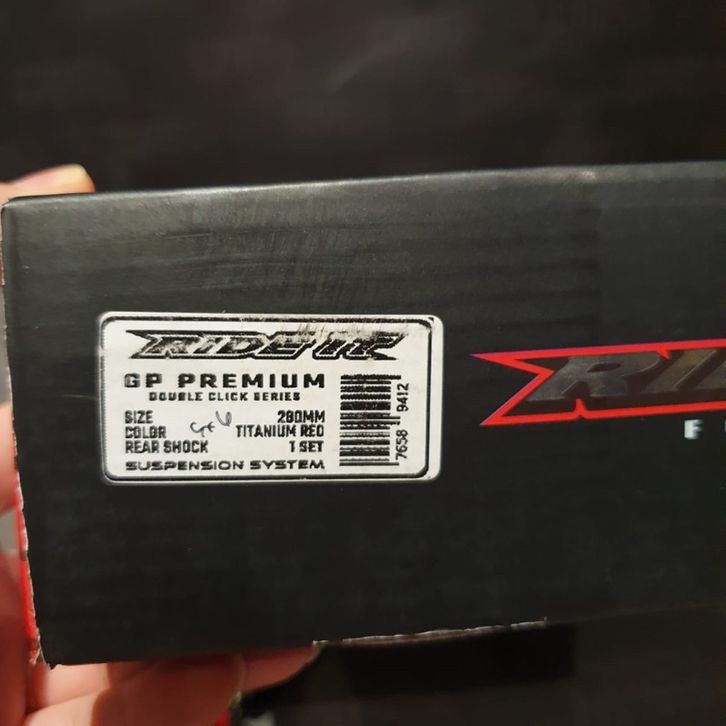 RIDE IT
GP PREMIUM
DOUBLE CLICK SERIES
SIZE 280MM
COLOR TITANIUM RED
REAR SHOCK 1 SET
SUSPENSION SYSTEM
7658 9412